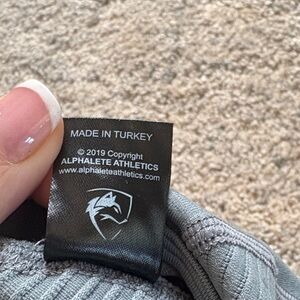 MADE IN TURKEY
© 2019 Copyright
ALPHALETE ATHLETICS
www.alphaleteathletics.com